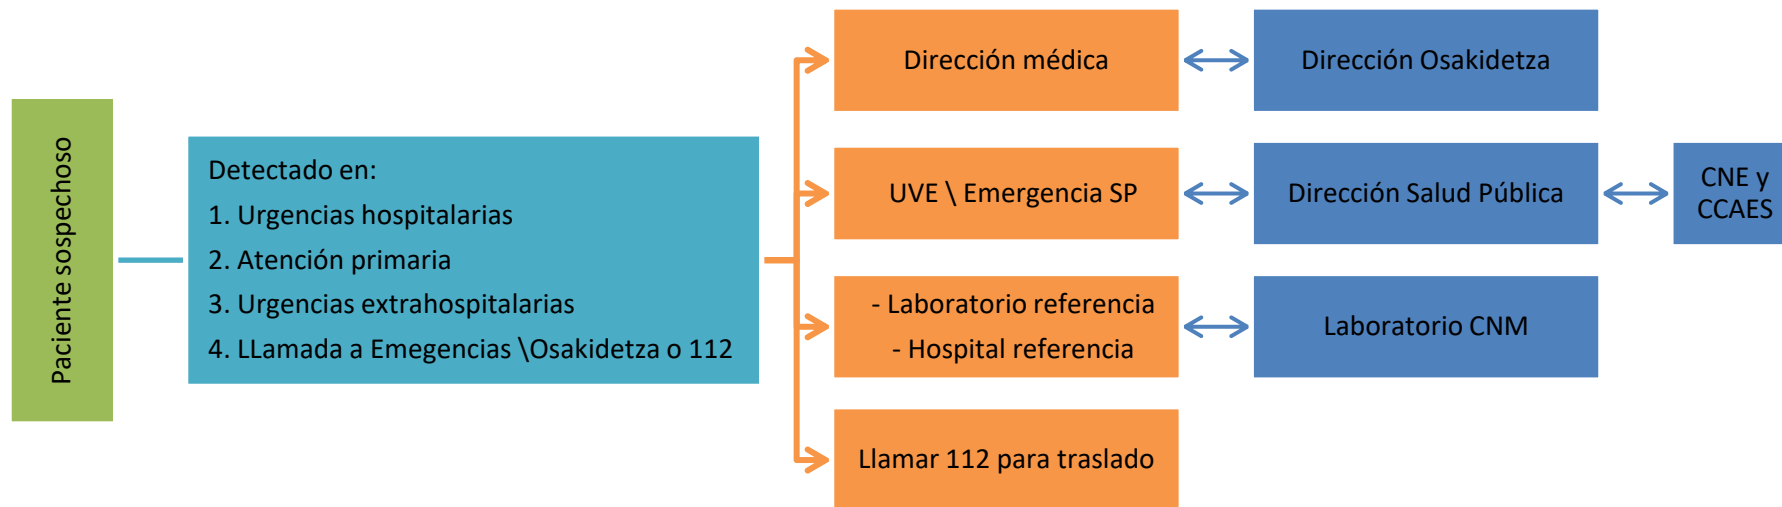 Paciente sospechoso
Detectado en:
1. Urgencias hospitalarias
2. Atención primaria
3. Urgencias extrahospitalarias
4. LLamada a Emegencias \Osakidetza o 112
Dirección médica
Dirección Osakidetza
UVE \ Emergencia SP
Dirección Salud Pública
CNE y
CCAES
- Laboratorio referencia
- Hospital referencia
Laboratorio CNM
Llamar 112 para traslado